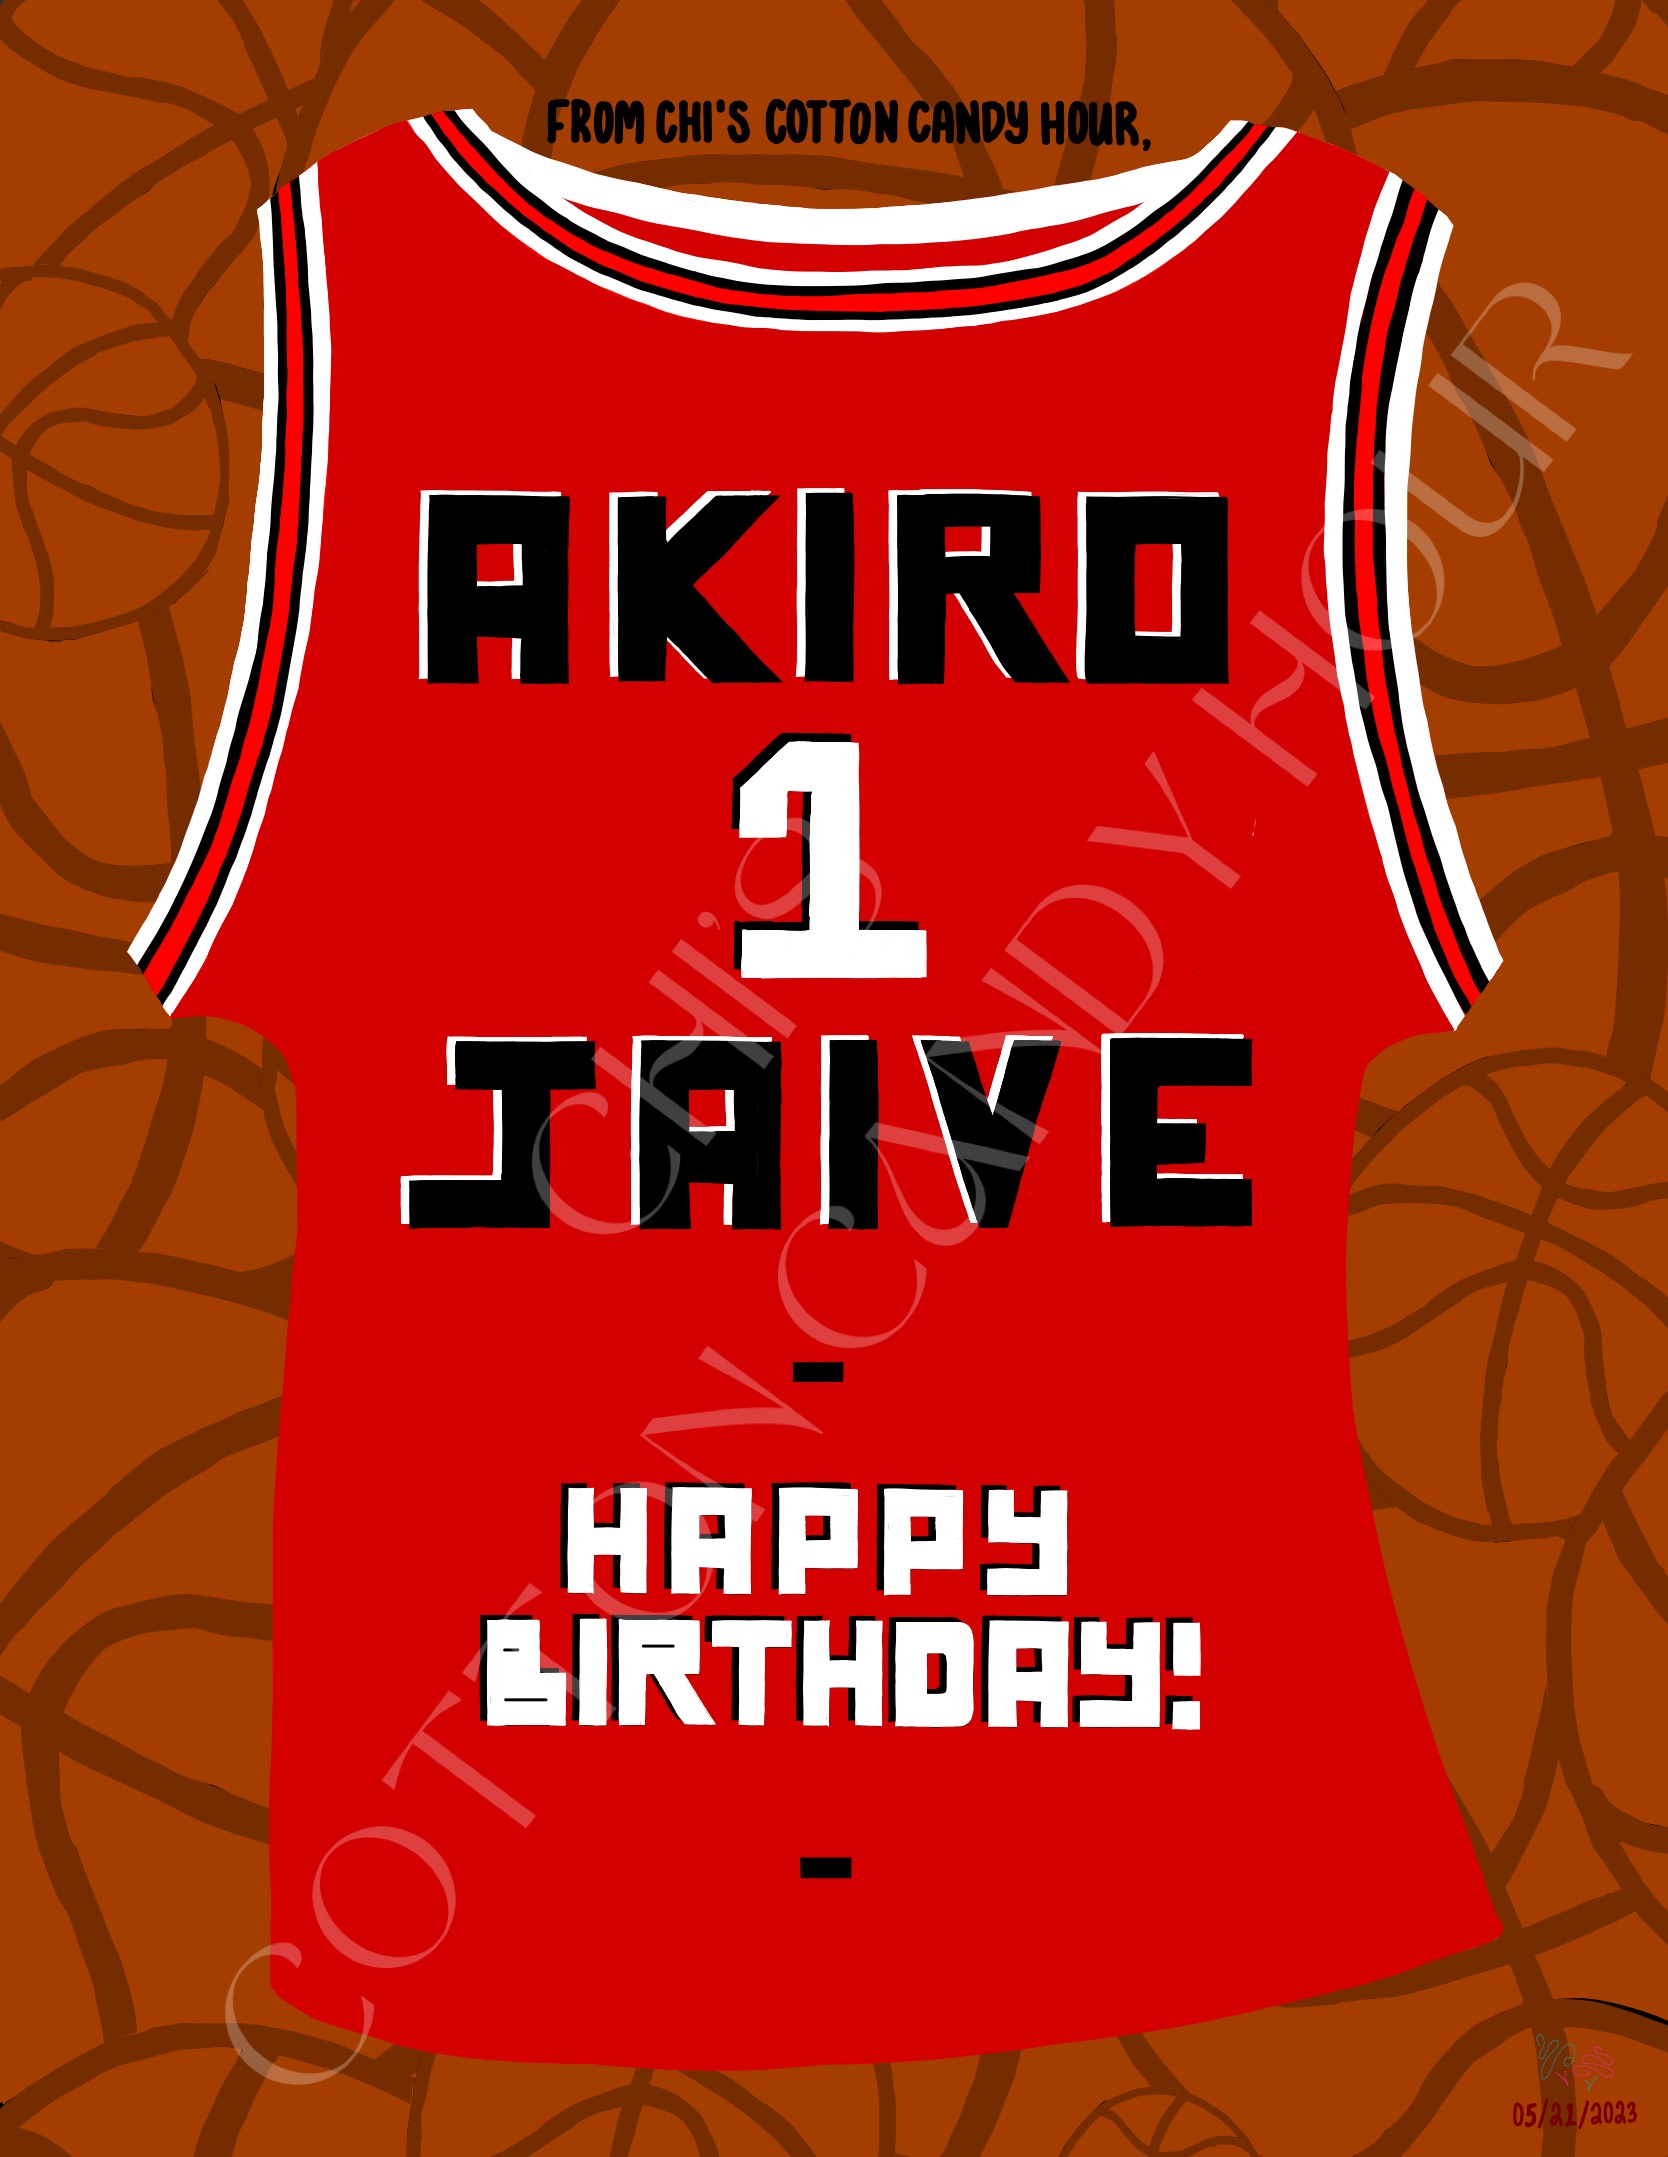 FROM CHI'S COTTON CANDY HOUR,
AKIRO
1
JAIVE
-
HAPPY
BIRTHDAY!
-
CHI'S
COTTON CANDY HOUR
05/21/2023